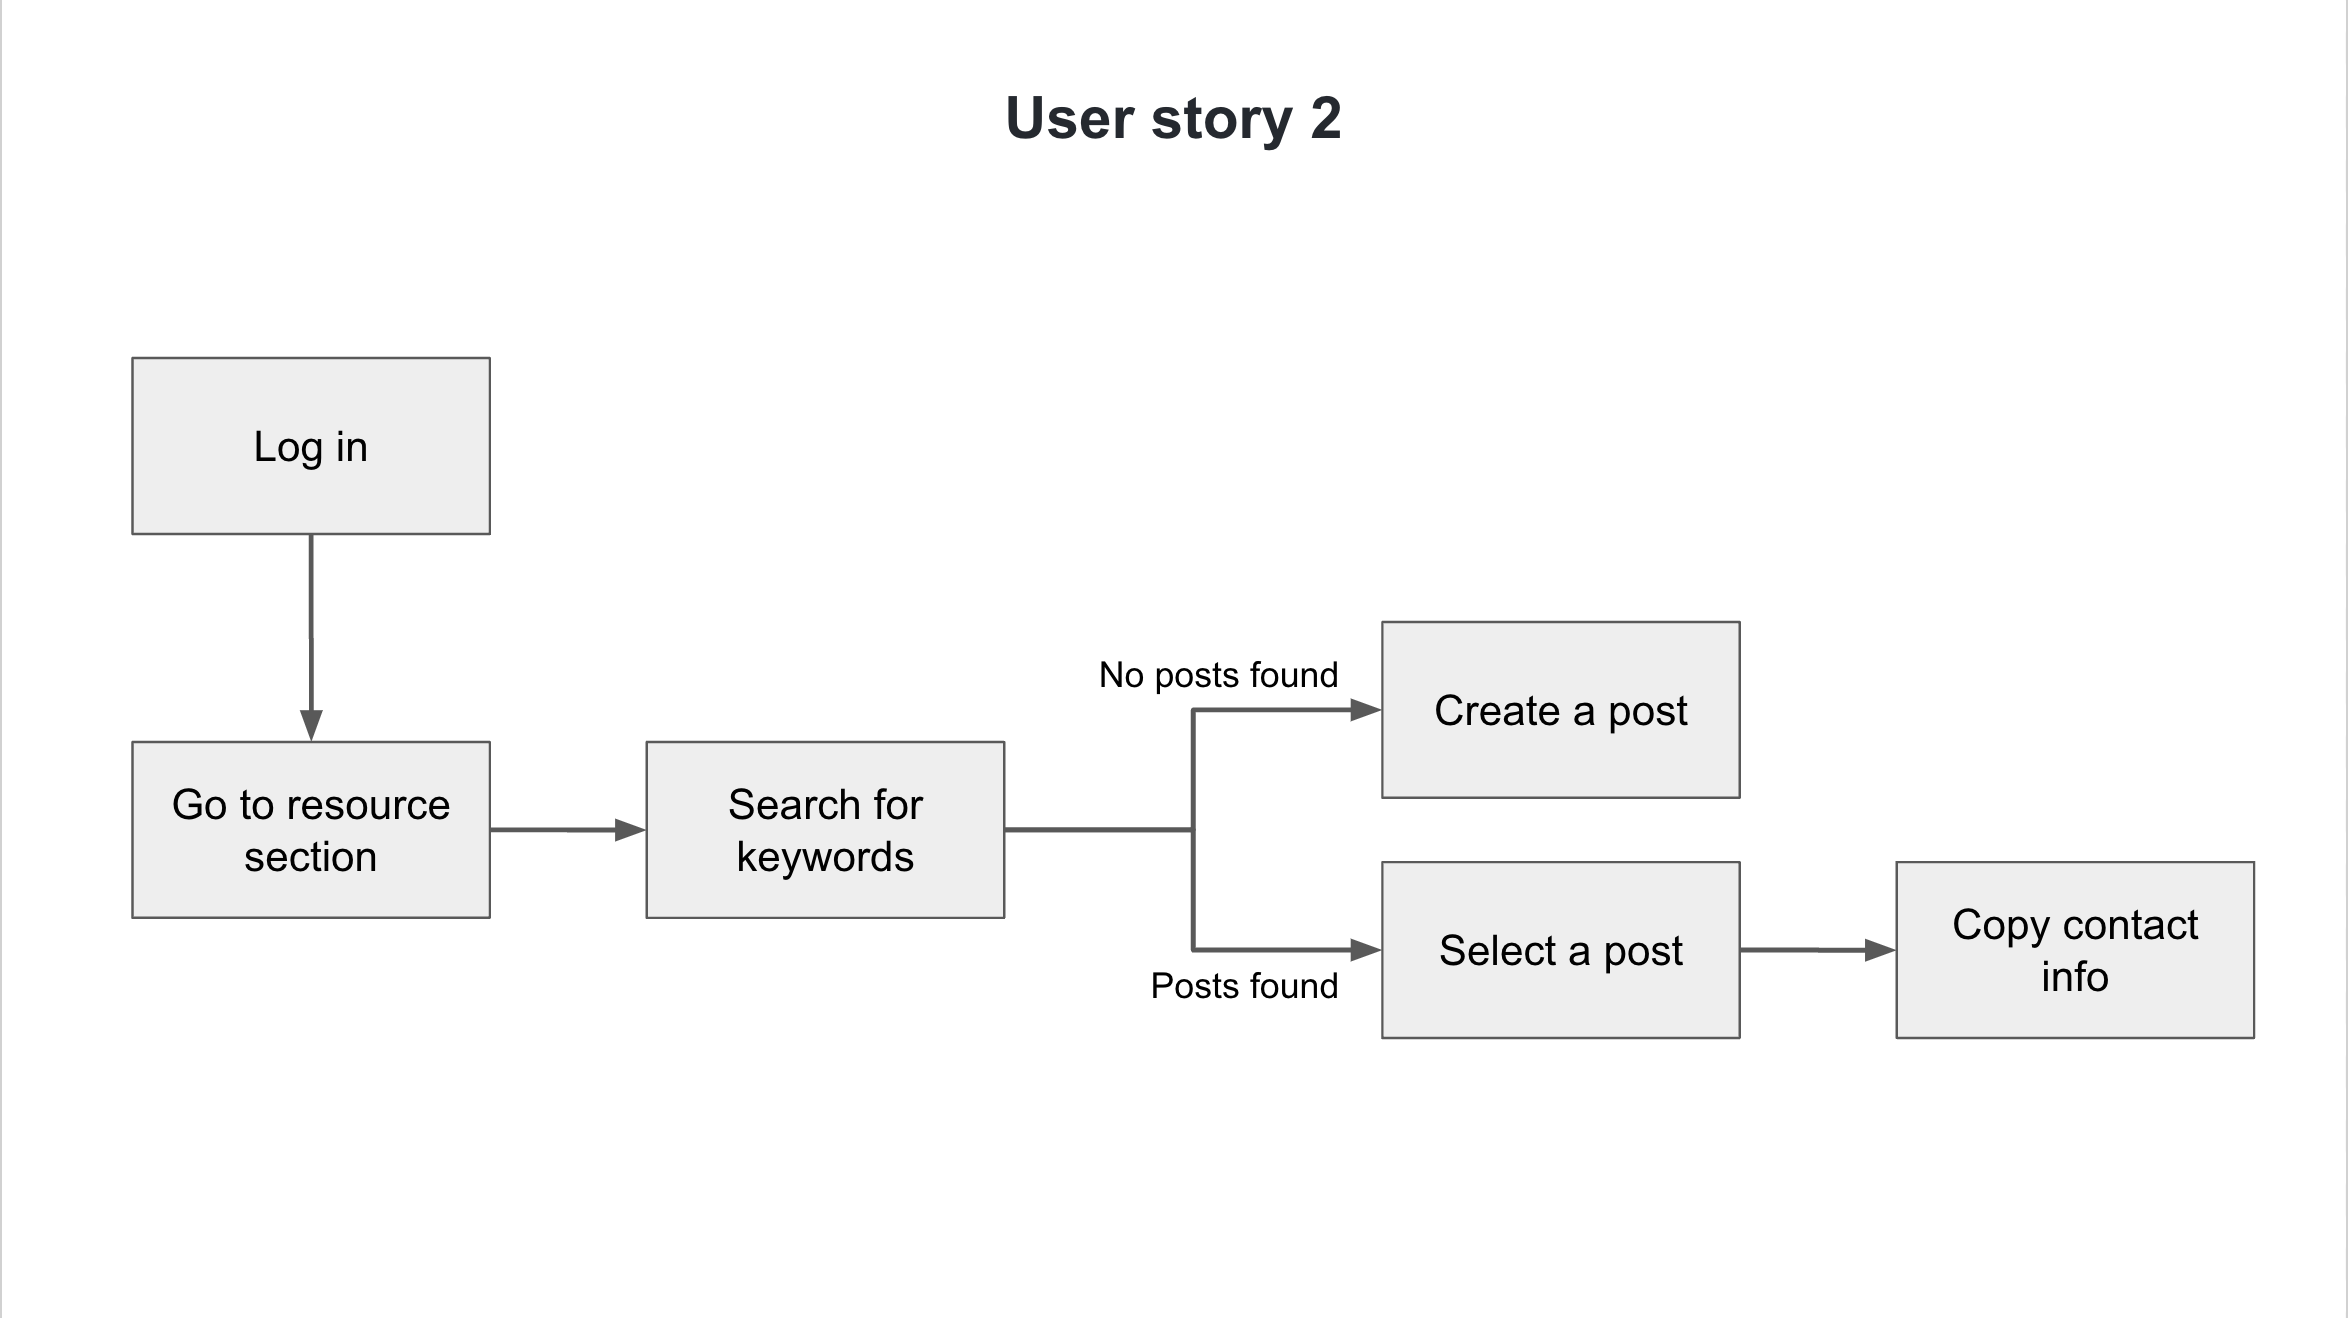 User story 2
Log in
Go to resource
section
Search for
keywords
No posts found
Create a post
Posts found
Select a post
Copy contact
info